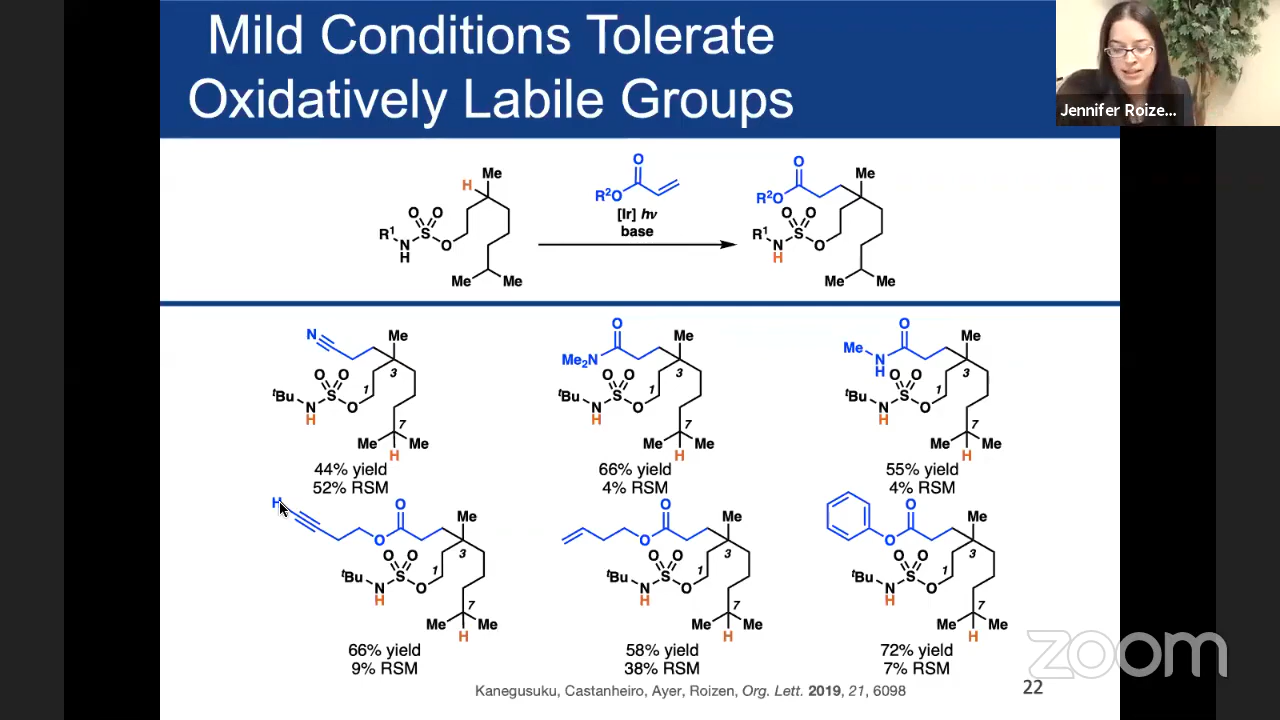 Mild Conditions Tolerate
Oxidatively Labile Groups
Jennifer Roize...
H
Me
R¹
N
H
S
O
O
O
Me
Me
O
R²O
[Ir] hν
base
O
R²O
Me
R¹
N
H
S
O
O
O
Me
Me
N
Me
3
1
O
O
ᵗBu
S
N
O
H
7
Me
Me
H
44% yield
52% RSM
O
Me₂N
Me
3
1
O
O
ᵗBu
S
N
O
H
7
Me
Me
H
66% yield
4% RSM
Me
N
H
O
Me
3
1
O
O
ᵗBu
S
N
O
H
7
Me
Me
H
55% yield
4% RSM
H
O
O
Me
3
1
O
O
ᵗBu
S
N
O
H
7
Me
Me
H
66% yield
9% RSM
O
O
Me
3
1
O
O
ᵗBu
S
N
O
H
7
Me
Me
H
58% yield
38% RSM
O
O
Me
3
1
O
O
ᵗBu
S
N
O
H
7
Me
Me
H
72% yield
7% RSM
Kanegusuku, Castanheiro, Ayer, Roizen, Org. Lett. 2019, 21, 6098
22
zoom